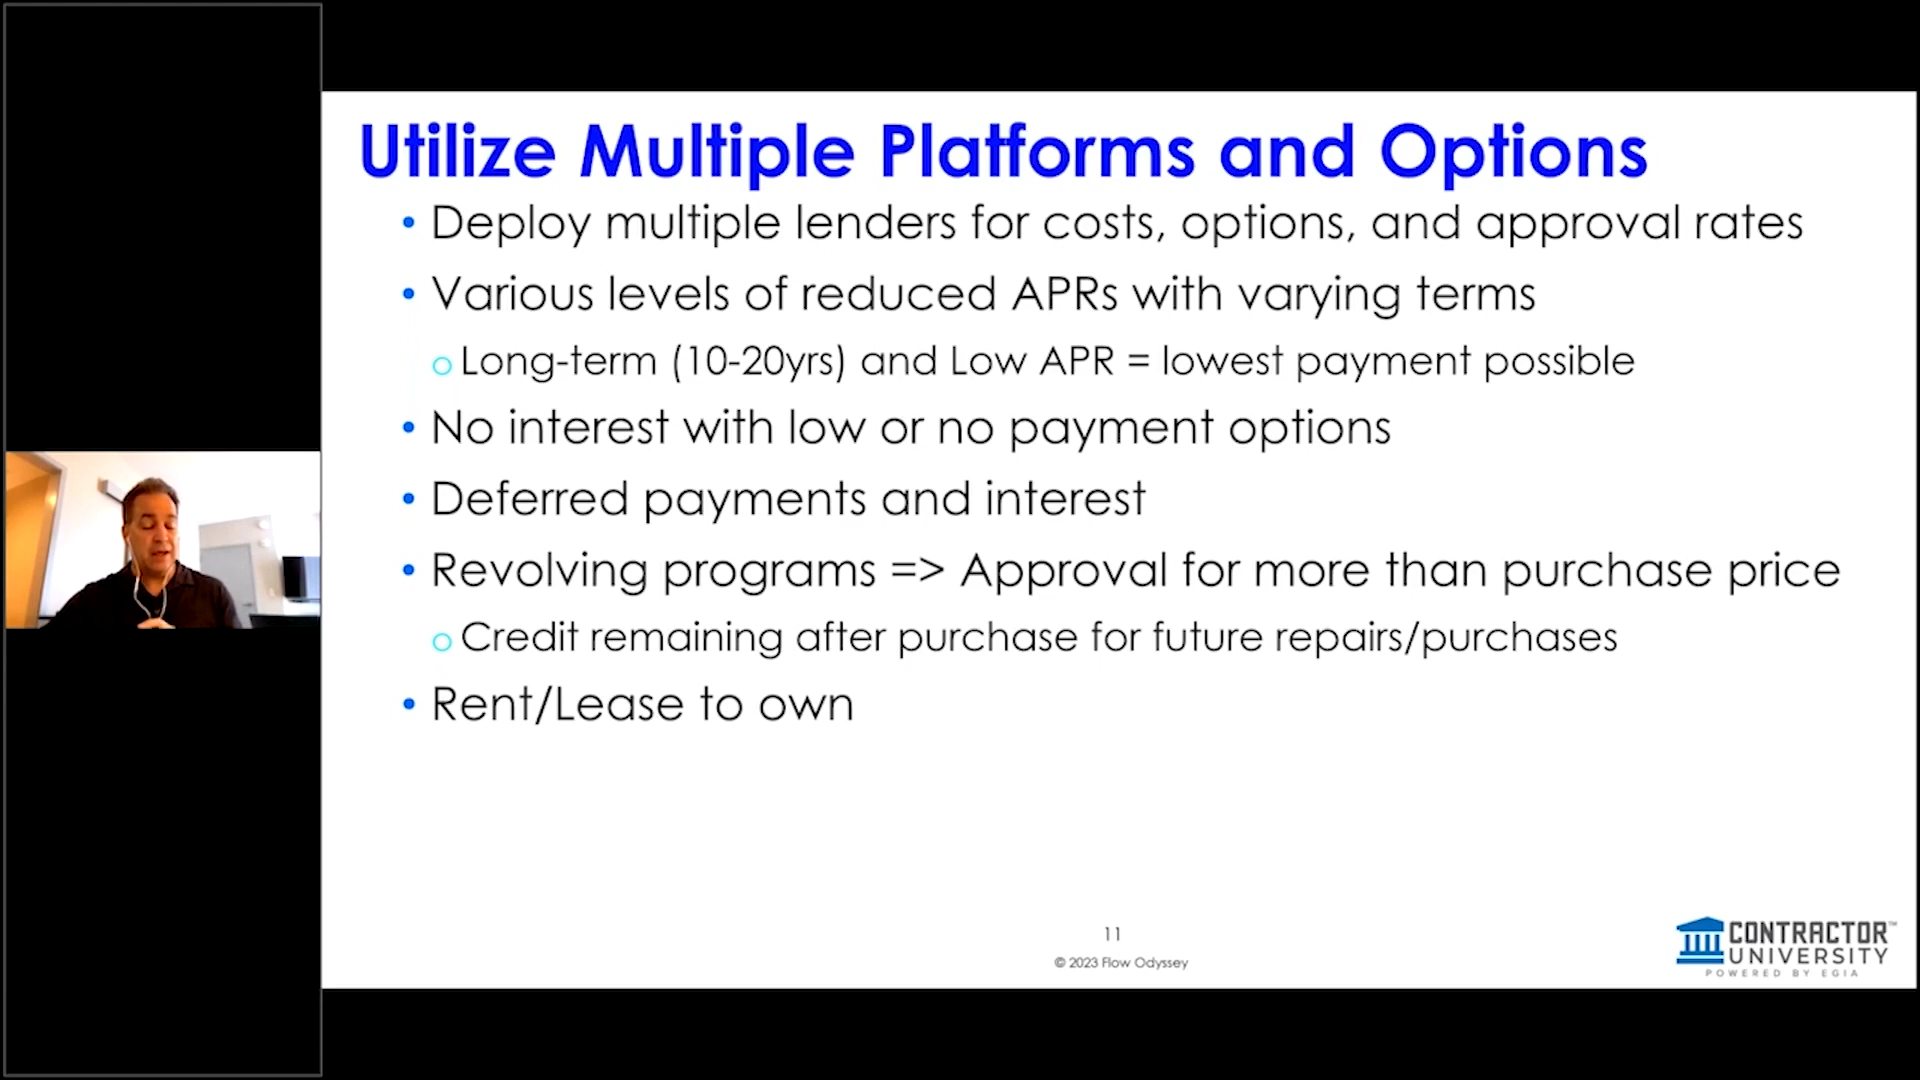 Utilize Multiple Platforms and Options
• Deploy multiple lenders for costs, options, and approval rates
• Various levels of reduced APRs with varying terms
o Long-term (10-20yrs) and Low APR = lowest payment possible
• No interest with low or no payment options
• Deferred payments and interest
• Revolving programs => Approval for more than purchase price
o Credit remaining after purchase for future repairs/purchases
• Rent/Lease to own
11
© 2023 Flow Odyssey
CONTRACTOR™
UNIVERSITY
POWERED BY EGIA